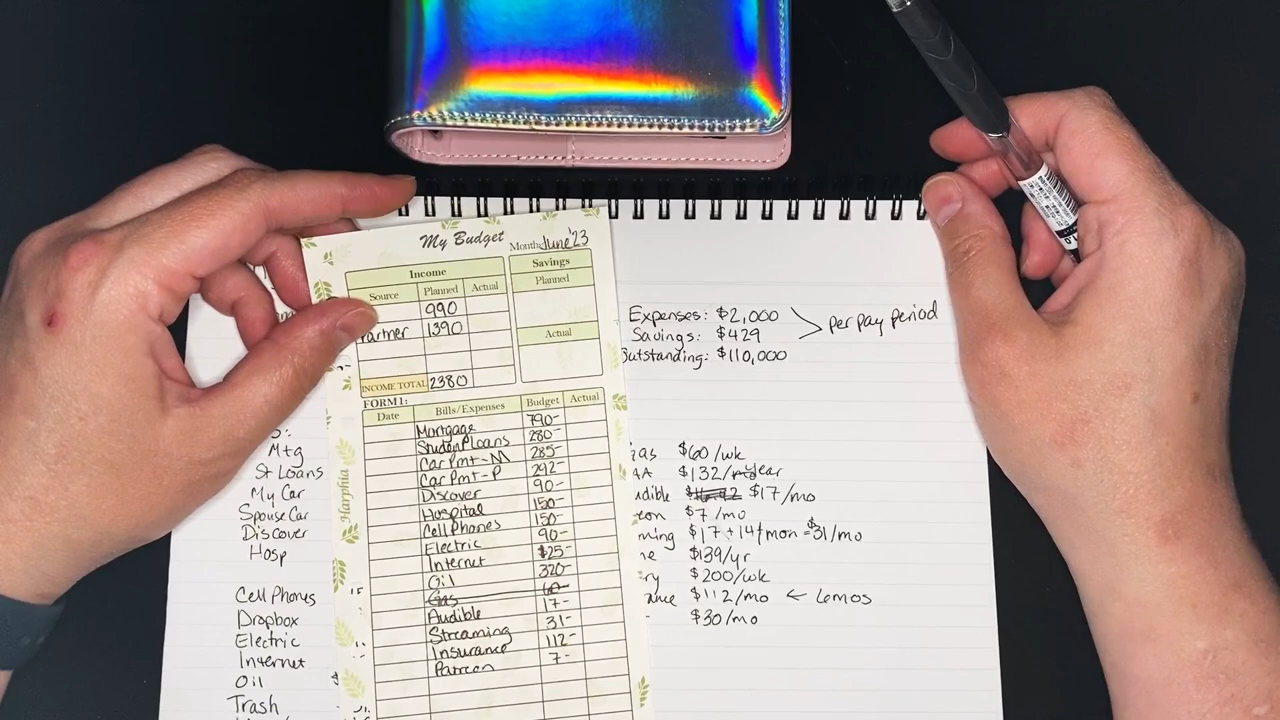 My Budget
Month: June '23
Income
Savings
Source Planned Actual
Planned
990
Partner 1390
Actual
INCOME TOTAL 2380
FORM1:
Date Bills/Expenses Budget Actual
Mortgage 790-
Student Loans 280-
Car Pmt-M 285-
Car Pmt-P 292-
Discover 90-
Hospital 150-
Cell Phones 150-
Electric 90-
Internet $25-
Oil 320-
Gas 60-
Audible 17-
Streaming 31-
Insurance 112-
Patreon 7-
Harphia
Expenses: $2,000
Savings: $429
per pay period
Outstanding: $110,000
Mtg
St Loans
My Car
Spouse Car
Discover
Hosp
Cell Phones
Dropbox
Electric
Internet
Oil
Trash
$60/wk
$132/year
$17/mo
$7/mo
$17+14/mon = $31/mo
$139/yr
$200/wk
$112/mo ← Lemos
$30/mo
1.0